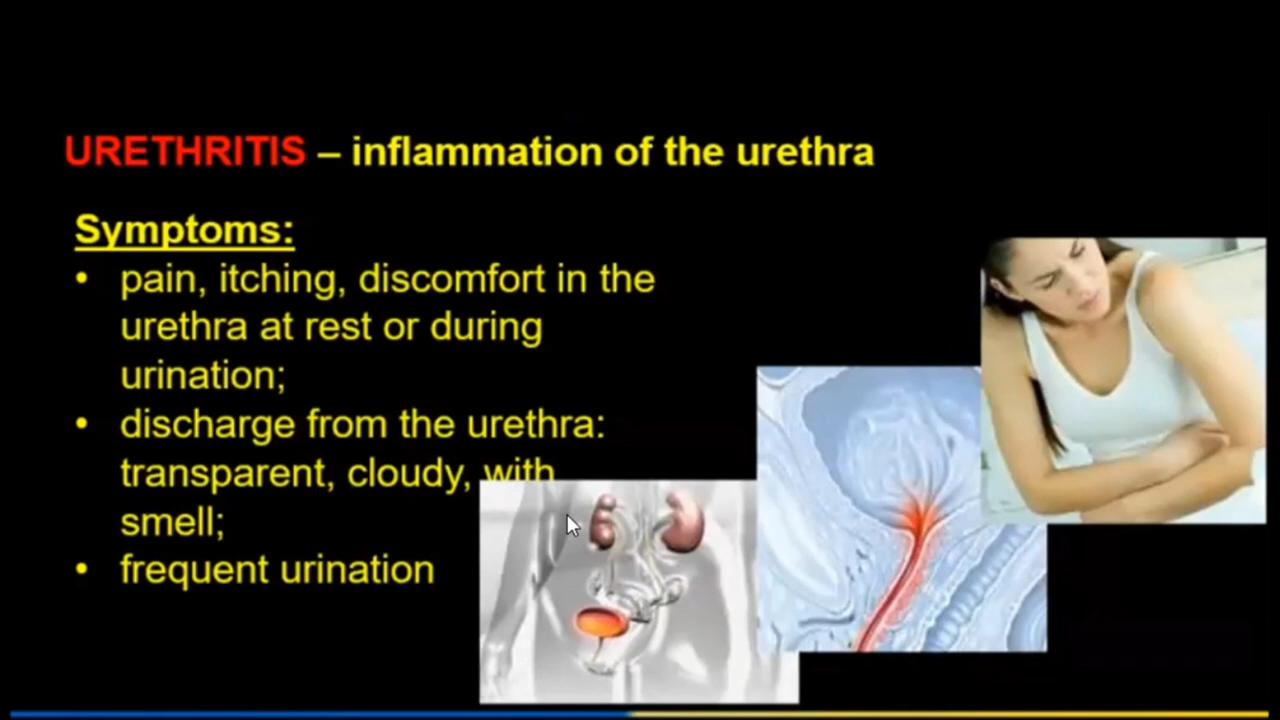 URETHRITIS – inflammation of the urethra
Symptoms:
• pain, itching, discomfort in the
urethra at rest or during
urination;
• discharge from the urethra:
transparent, cloudy, with
smell;
• frequent urination